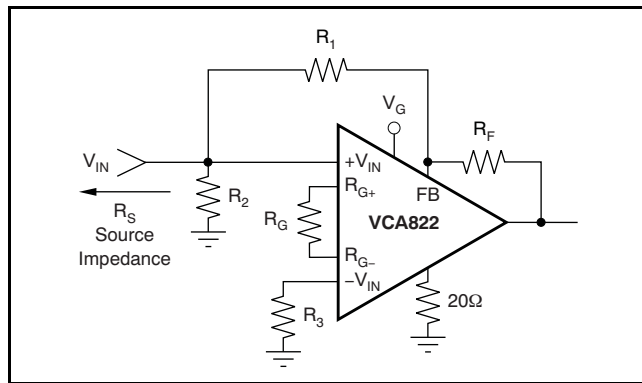 R1
VG
RF
VIN
+VIN
FB
RG+
R2
RS
Source
Impedance
RG
VCA822
RG−
−VIN
R3
20Ω